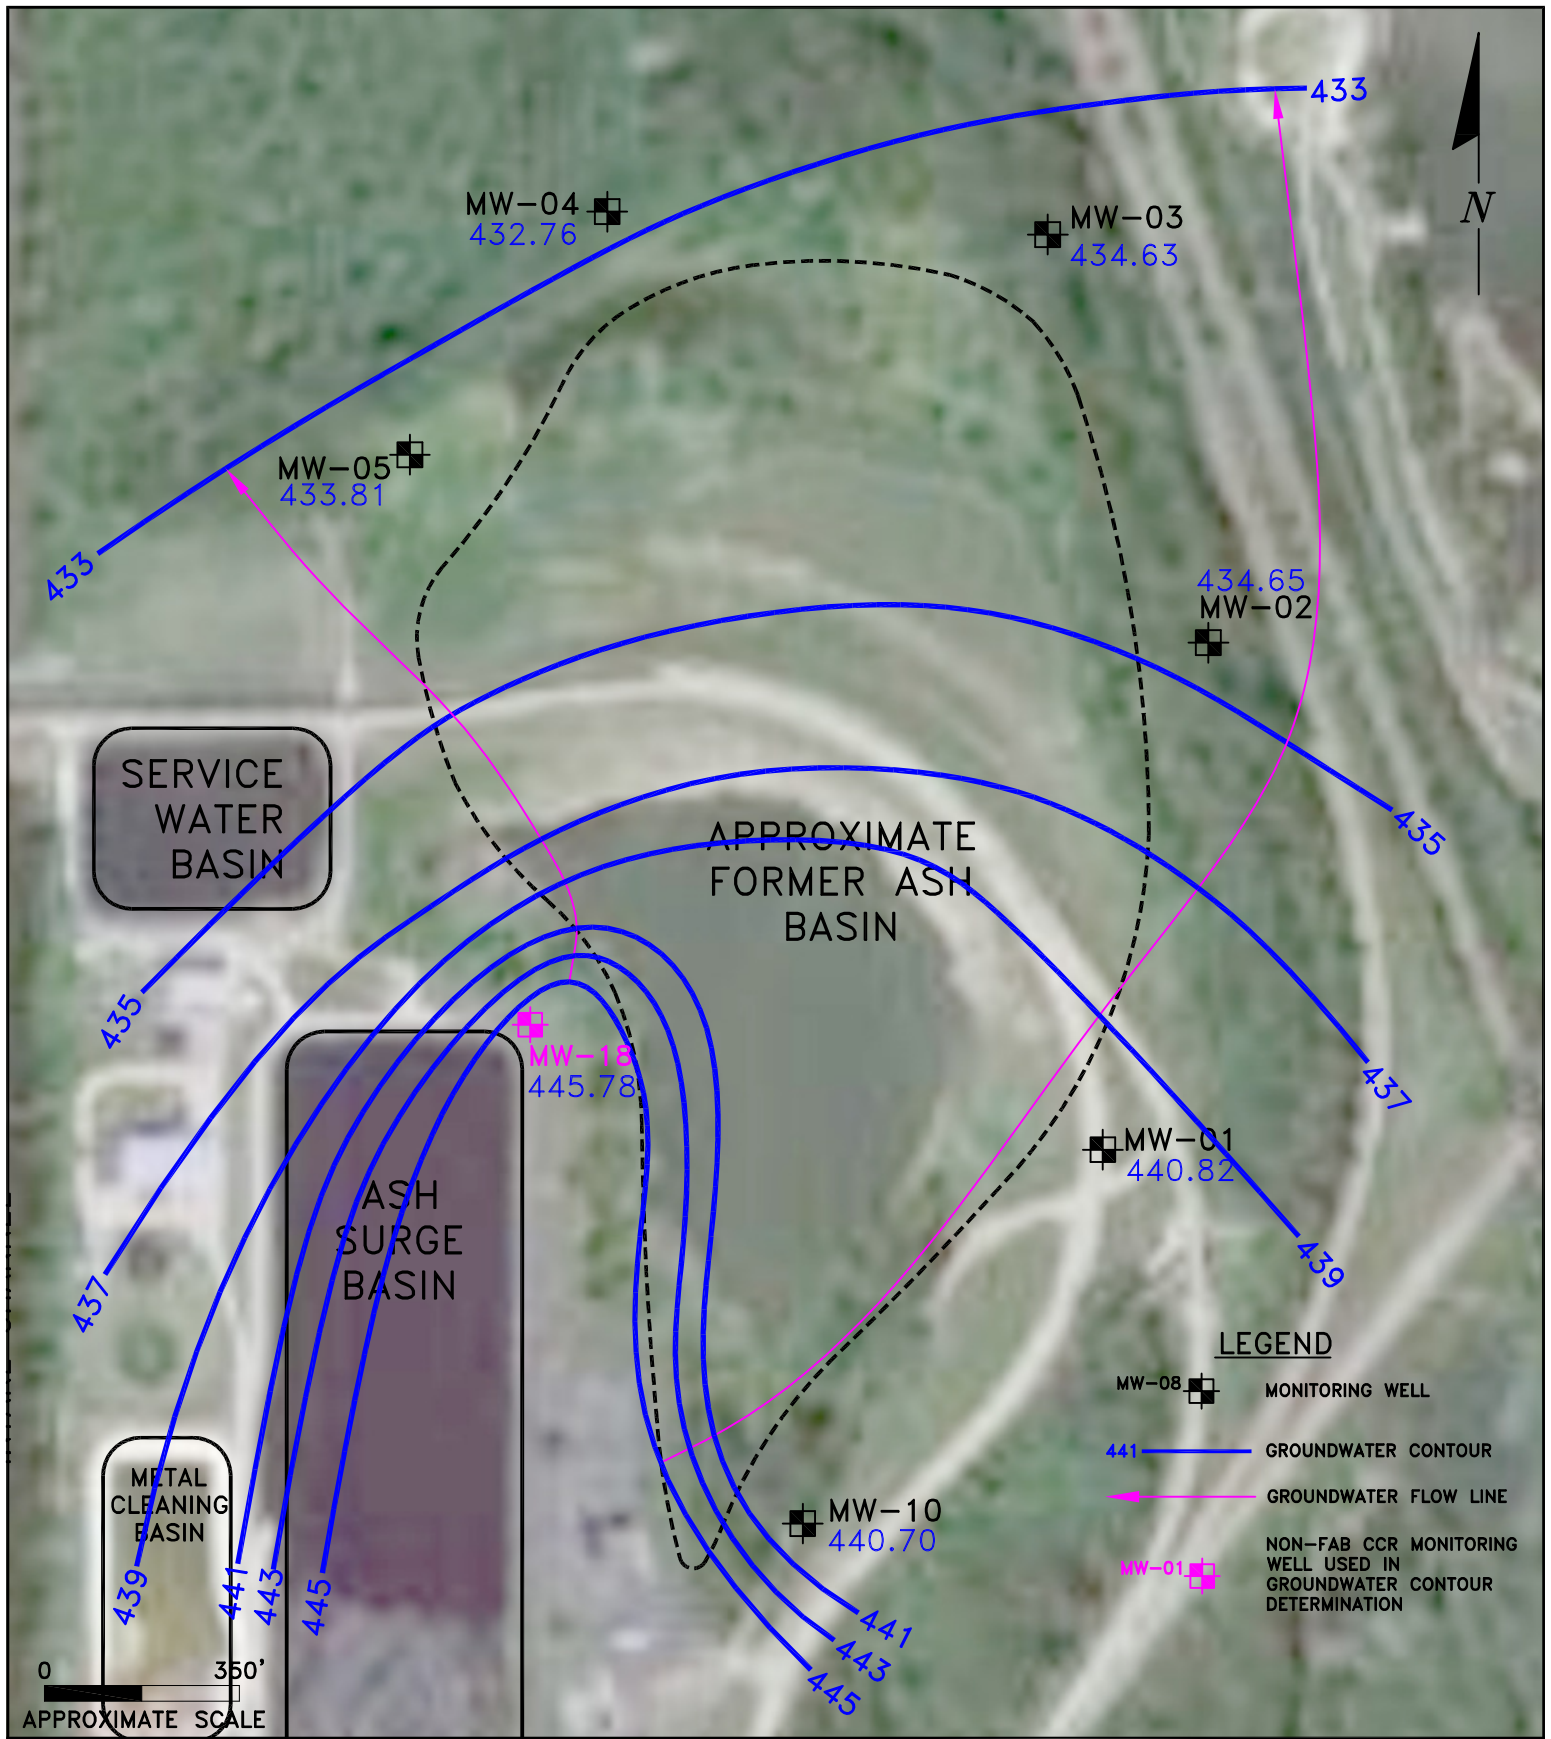 433
N
MW-04
432.76
MW-03
434.63
MW-05
433.81
433
434.65
MW-02
SERVICE
WATER
BASIN
435
APPROXIMATE
FORMER ASH
BASIN
435
MW-18
445.78
437
MW-01
440.82
ASH
SURGE
BASIN
437
439
LEGEND
MW-08
MONITORING WELL
441
GROUNDWATER CONTOUR
GROUNDWATER FLOW LINE
MW-01
NON-FAB CCR MONITORING
WELL USED IN
GROUNDWATER CONTOUR
DETERMINATION
METAL
CLEANING
BASIN
MW-10
440.70
439
441
443
445
441
443
445
0
350'
APPROXIMATE SCALE